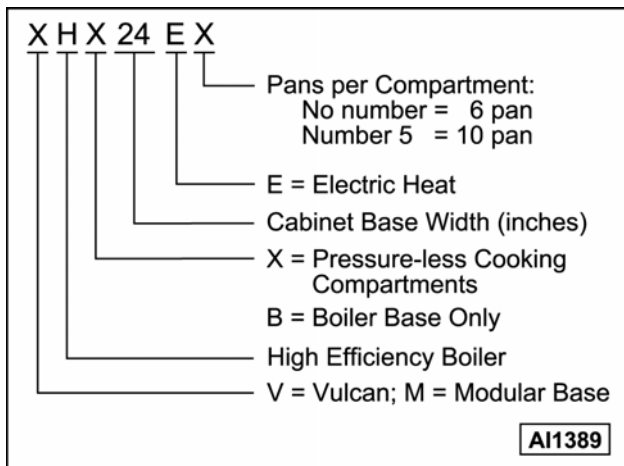 X H X 24 E X
Pans per Compartment:
No number = 6 pan
Number 5 = 10 pan
E = Electric Heat
Cabinet Base Width (inches)
X = Pressure-less Cooking
Compartments
B = Boiler Base Only
High Efficiency Boiler
V = Vulcan; M = Modular Base
AI1389